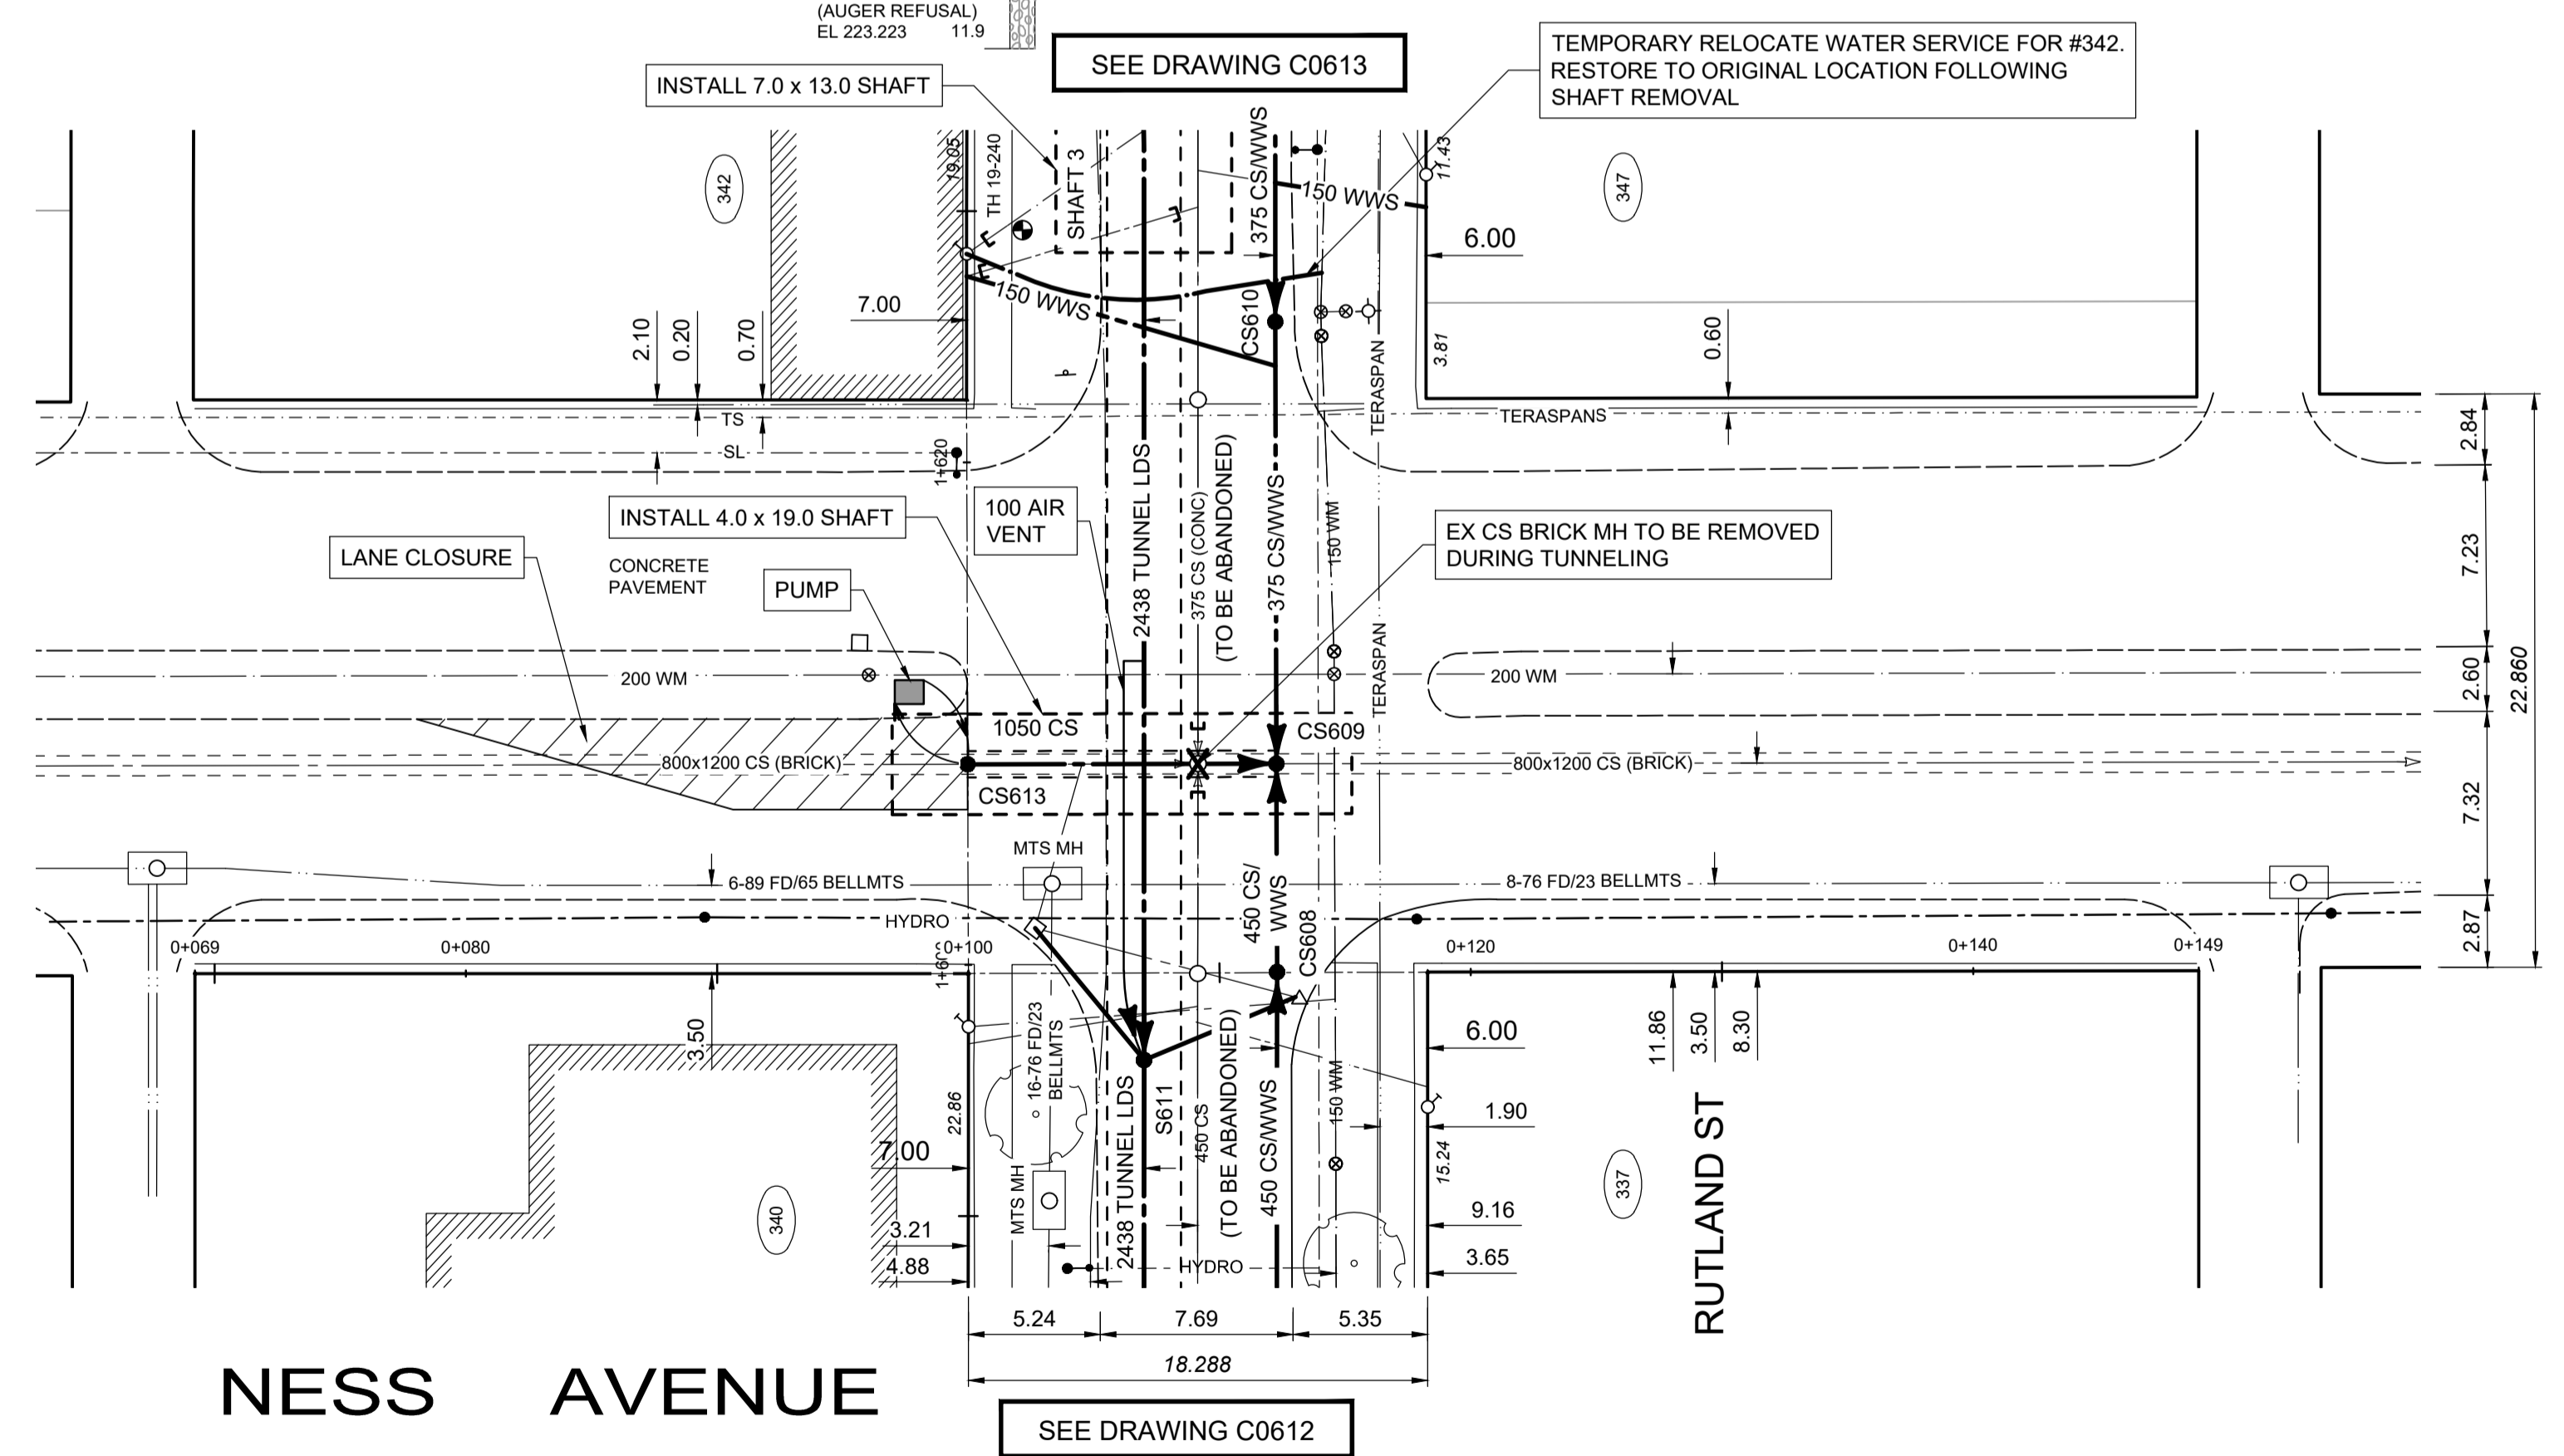 (AUGER REFUSAL)
EL 223.223 11.9
SEE DRAWING C0613
TEMPORARY RELOCATE WATER SERVICE FOR #342.
RESTORE TO ORIGINAL LOCATION FOLLOWING
SHAFT REMOVAL
INSTALL 7.0 x 13.0 SHAFT
342
19.05
TH 19-240
SHAFT 3
375 CS/WWS
150 WWS
11.43
347
6.00
7.00
150 WWS
CS610
2.10
0.20
0.70
TERASPAN
3.81
0.60
TS
TERASPANS
SL
1+620
2.84
INSTALL 4.0 x 19.0 SHAFT
100 AIR
VENT
2438 TUNNEL LDS
375 CS (CONC)
(TO BE ABANDONED)
375 CS/WWS
150 WM
EX CS BRICK MH TO BE REMOVED
DURING TUNNELING
LANE CLOSURE
CONCRETE
PAVEMENT
PUMP
7.23
TERASPAN
200 WM
200 WM
2.60
22.860
1050 CS
CS609
800x1200 CS (BRICK)
800x1200 CS (BRICK)
CS613
7.32
MTS MH
6-89 FD/65 BELLMTS
8-76 FD/23 BELLMTS
450 CS/
WWS
HYDRO
CS608
2.87
0+069
0+080
0+100
0+120
0+140
0+149
3.50
16-76 FD/23
BELLMTS
6.00
11.86
3.50
8.30
22.86
2438 TUNNEL LDS
S611
450 CS
(TO BE ABANDONED)
450 CS/WWS
150 WM
1.90
7.00
15.24
RUTLAND ST
340
MTS MH
337
3.21
9.16
4.88
HYDRO
3.65
5.24
7.69
5.35
18.288
NESS AVENUE
SEE DRAWING C0612